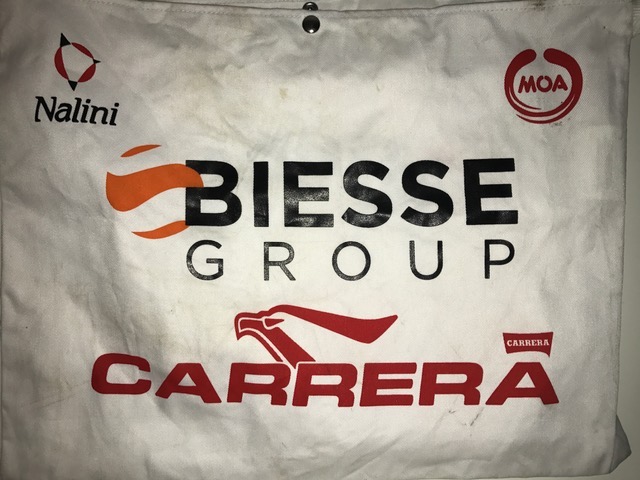 Nalini
MOA
BIESSE
GROUP
CARRERA
CARRERA